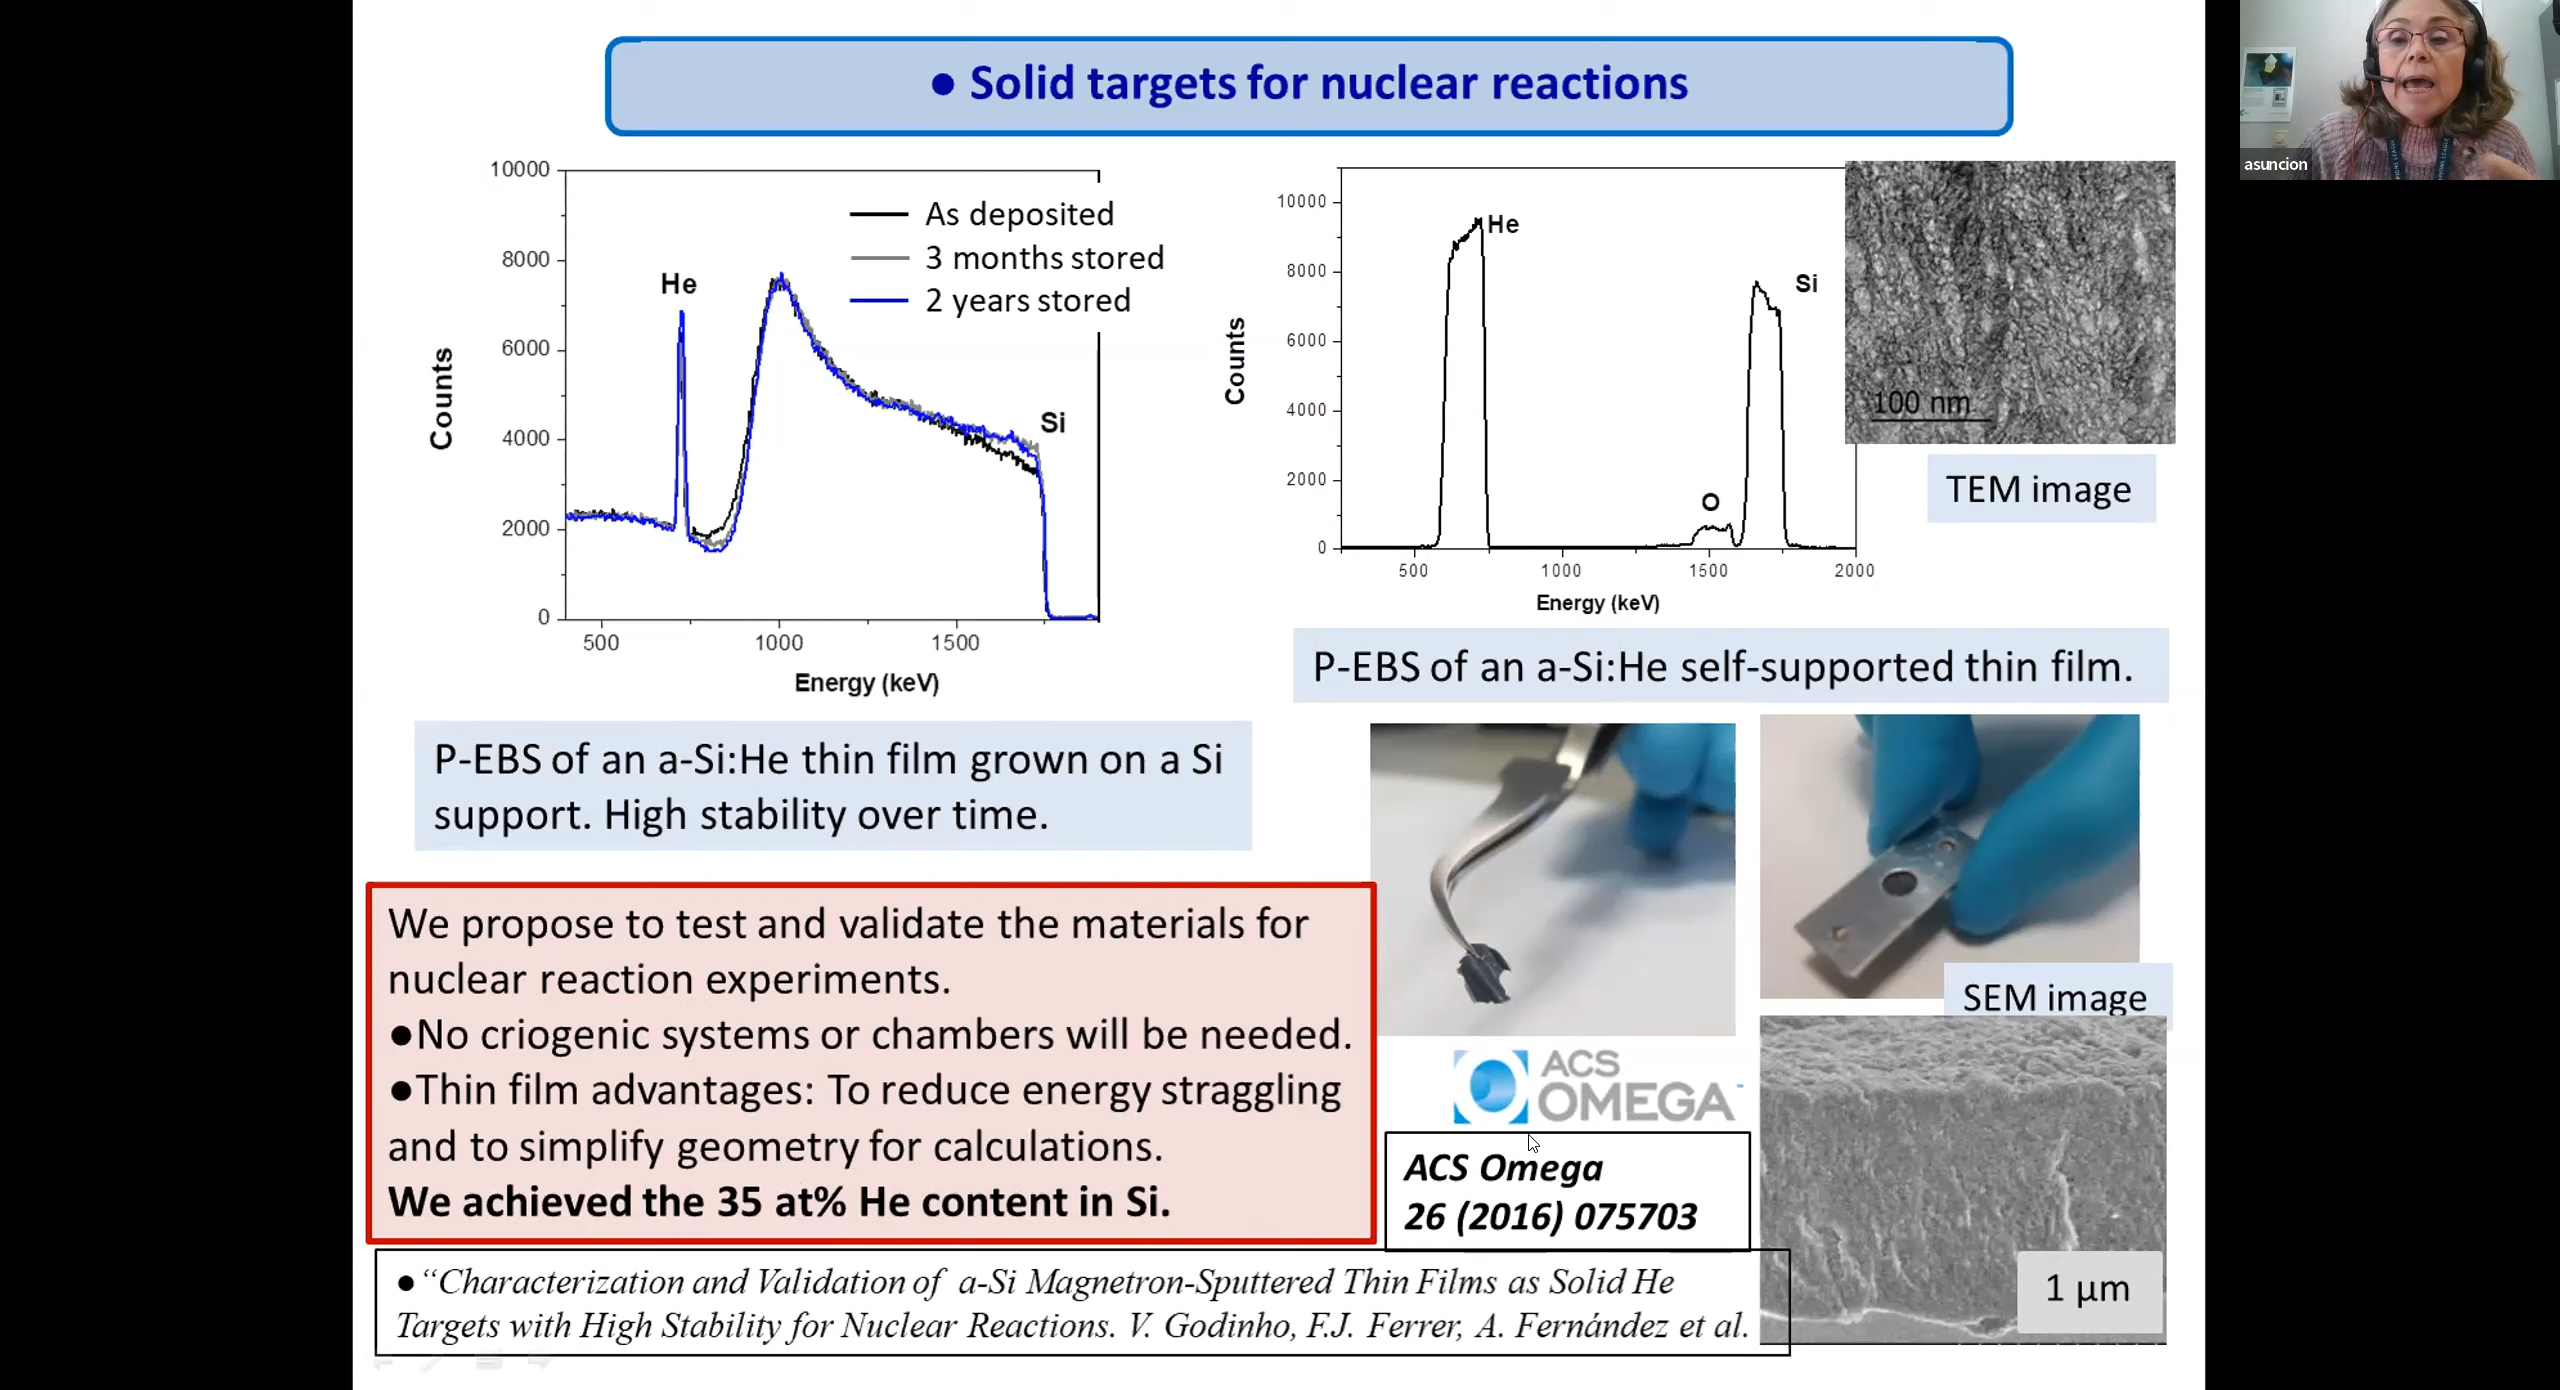 ● Solid targets for nuclear reactions
asuncion
10000
8000
6000
4000
2000
0
Counts
500
1000
1500
Energy (keV)
He
Si
As deposited
3 months stored
2 years stored
P-EBS of an a-Si:He thin film grown on a Si
support. High stability over time.
10000
8000
6000
4000
2000
0
Counts
500
1000
1500
2000
Energy (keV)
He
O
Si
100 nm
TEM image
P-EBS of an a-Si:He self-supported thin film.
We propose to test and validate the materials for
nuclear reaction experiments.
●No criogenic systems or chambers will be needed.
●Thin film advantages: To reduce energy straggling
and to simplify geometry for calculations.
We achieved the 35 at% He content in Si.
SEM image
1 µm
ACS
OMEGA
ACS Omega
26 (2016) 075703
●“Characterization and Validation of a-Si Magnetron-Sputtered Thin Films as Solid He
Targets with High Stability for Nuclear Reactions. V. Godinho, F.J. Ferrer, A. Fernández et al.